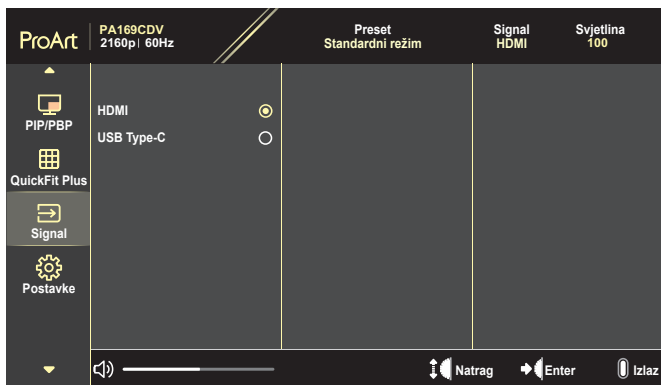 ProArt
PA169CDV
2160p| 60Hz
Preset
Standardni režim
Signal
HDMI
Svjetlina
100
PIP/PBP
QuickFit Plus
Signal
Postavke
HDMI
USB Type-C
Natrag
Enter
Izlaz